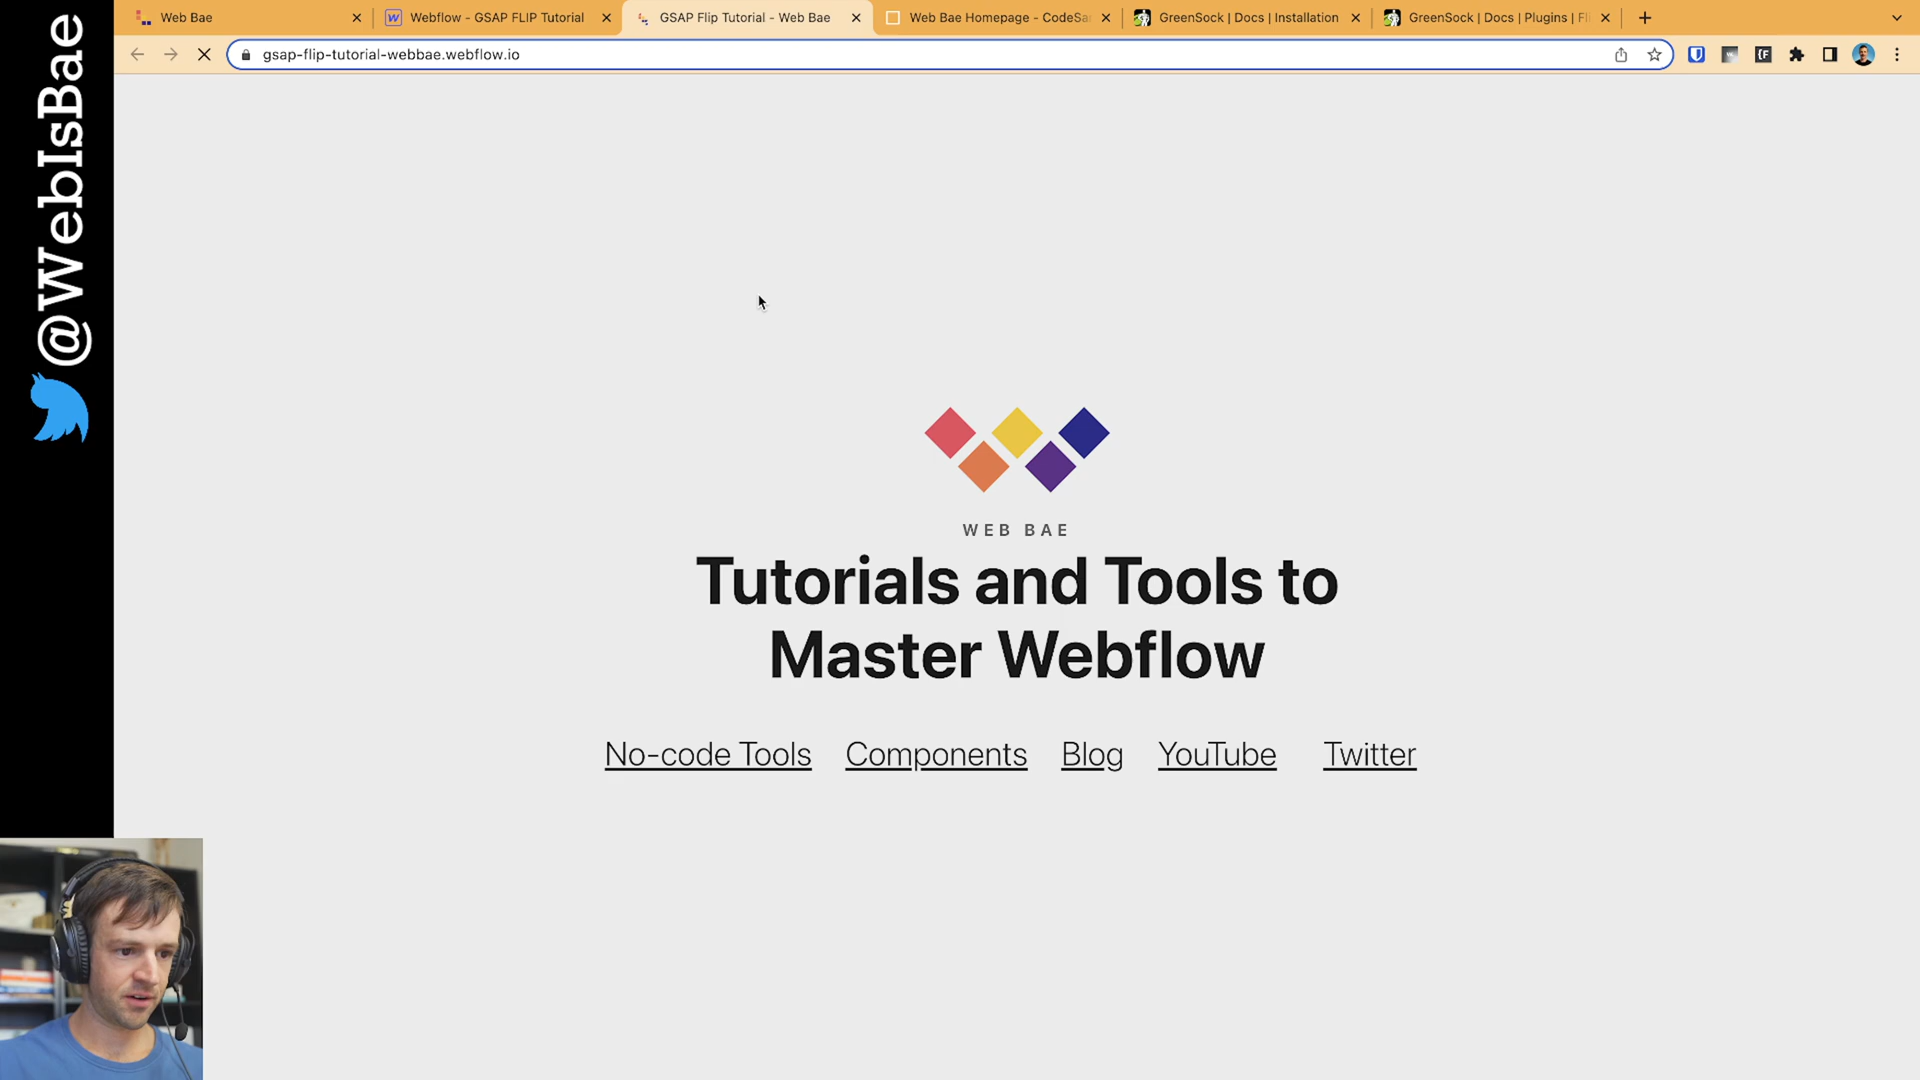 Web Bae
Webflow - GSAP FLIP Tutorial
GSAP Flip Tutorial - Web Bae
Web Bae Homepage - CodeSa
GreenSock | Docs | Installation
GreenSock | Docs | Plugins | Fl
gsap-flip-tutorial-webbae.webflow.io
@WebIsBae
WEB BAE
Tutorials and Tools to
Master Webflow
No-code Tools
Components
Blog
YouTube
Twitter